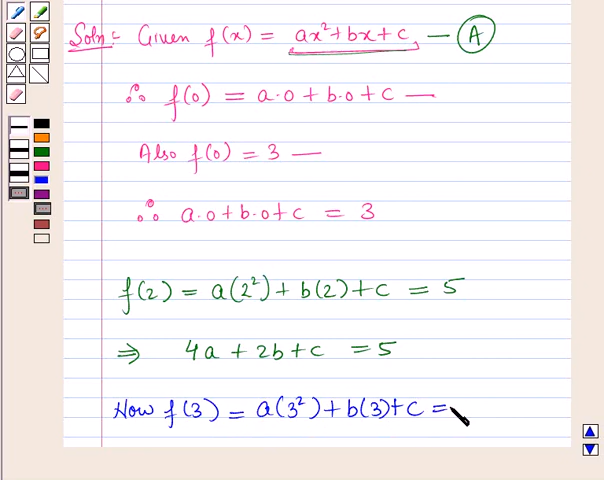 Soln:- Given f(x) = ax²+bx+c, — A
∴ f(0) = a·0+b·0+c —
Also f(0) = 3 —
∴ a·0+b·0+c = 3
f(2) = a(2²)+b(2)+c = 5
⇒ 4a + 2b+c = 5
Now f(3) = a(3²)+b(3)+c =